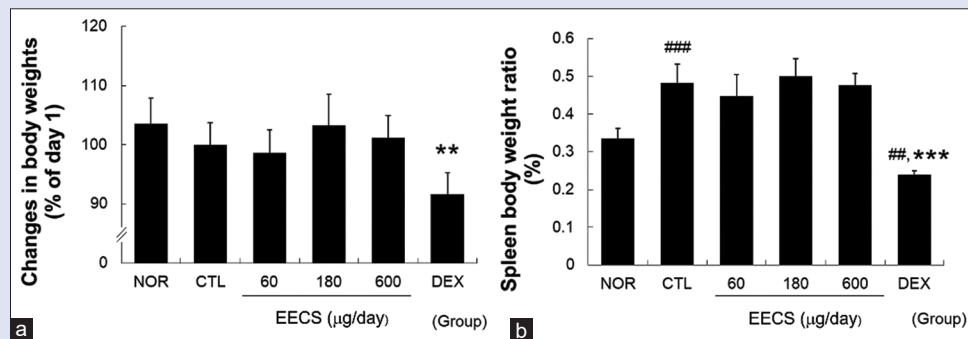 Changes in body weights
(% of day 1)
120
110
100
90
0
**
NOR CTL 60 180 600 DEX
EECS (μg/day)
(Group)
a
Spleen body weight ratio
(%)
0.6
0.5
0.4
0.3
0.2
0.1
0
###
##,***
NOR CTL 60 180 600 DEX
EECS (μg/day)
(Group)
b